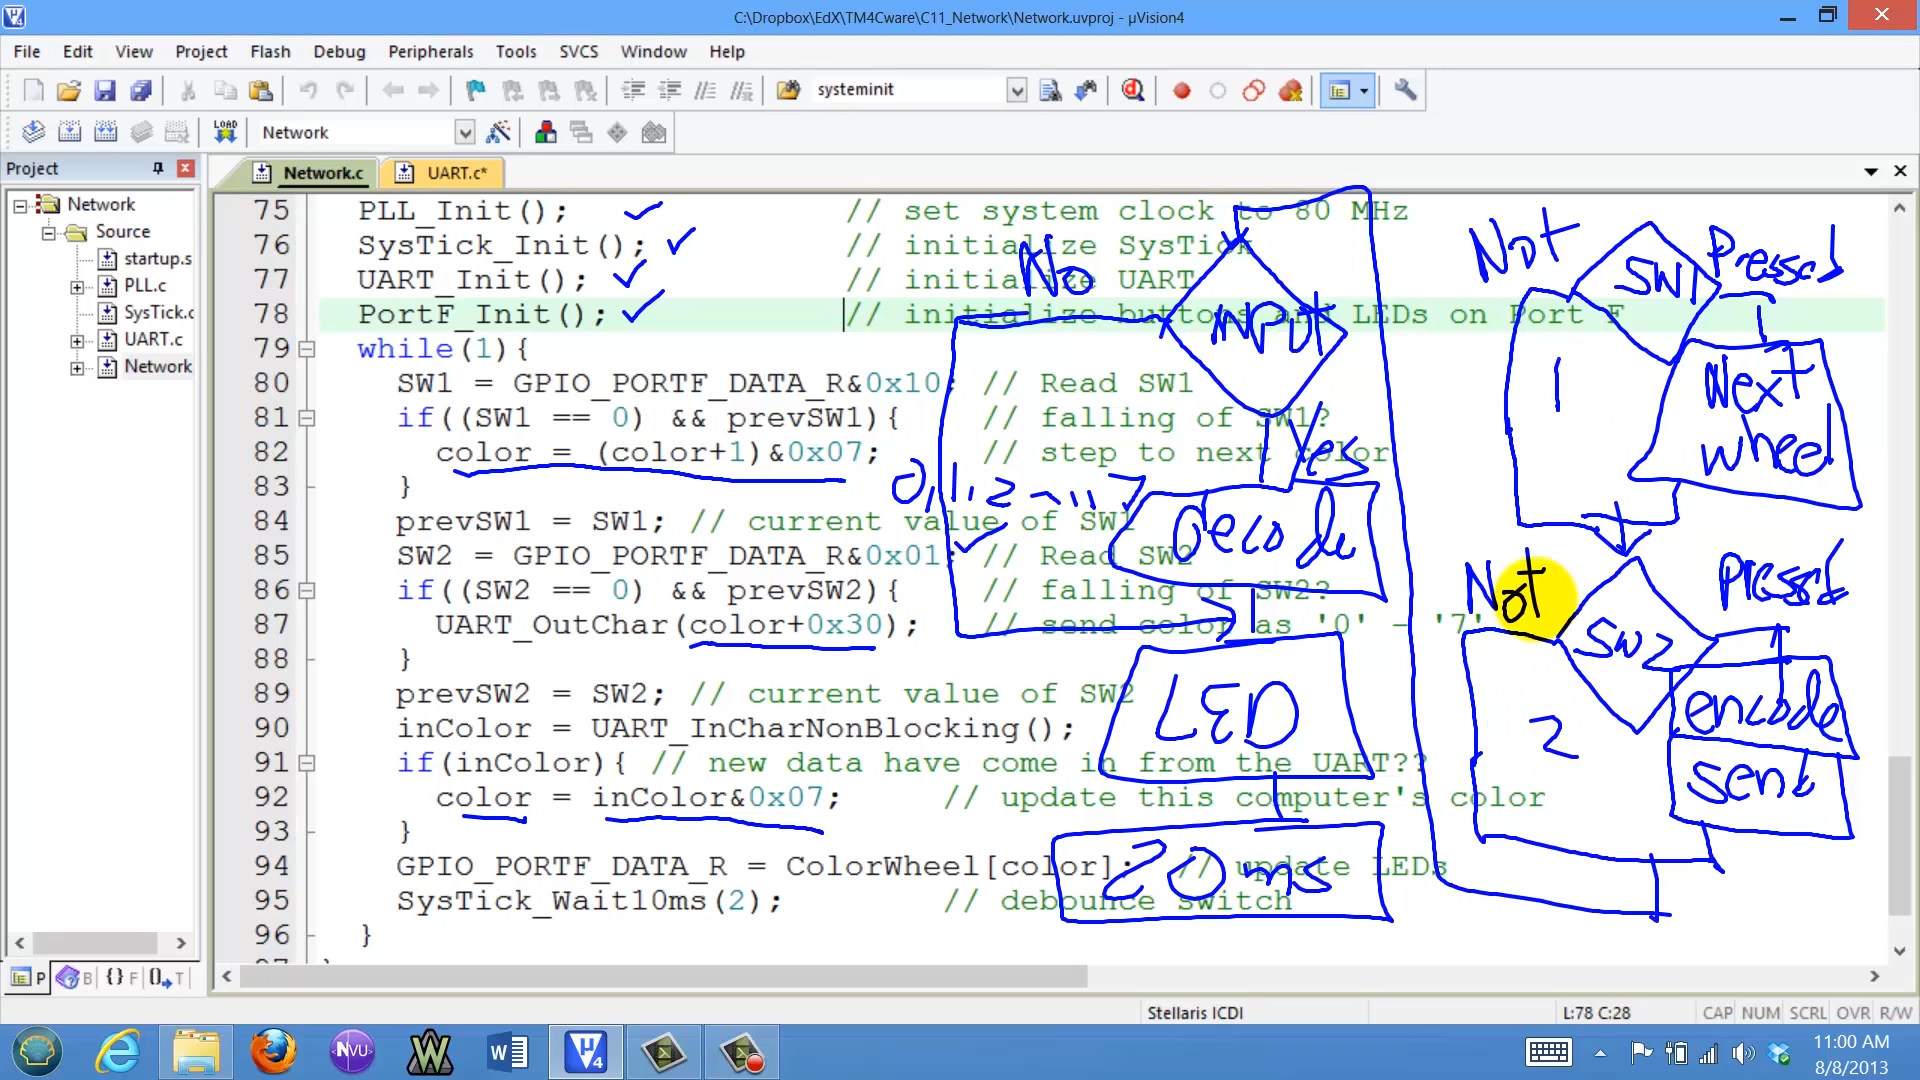 C:\Dropbox\EdX\TM4Cware\C11_Network\Network.uvproj - µVision4
File Edit View Project Flash Debug Peripherals Tools SVCS Window Help
systeminit
LOAD
Network
Project
Network
Source
startup.s
PLL.c
SysTick.c
UART.c
Network
P B {} F 0 T
Network.c
UART.c*
75 PLL_Init(); // set system clock to 80 MHz
76 SysTick_Init(); // initialize SysTick
77 UART_Init(); // initialize UART
78 PortF_Init(); // initialize buttons and LEDs on Port F
79 while(1){
80 SW1 = GPIO_PORTF_DATA_R&0x10; // Read SW1
81 if((SW1 == 0) && prevSW1){ // falling of SW1?
82 color = (color+1)&0x07; // step to next color
83 }
84 prevSW1 = SW1; // current value of SW1
85 SW2 = GPIO_PORTF_DATA_R&0x01; // Read SW2
86 if((SW2 == 0) && prevSW2){ // falling of SW2?
87 UART_OutChar(color+0x30); // send color as '0' - '7'
88 }
89 prevSW2 = SW2; // current value of SW2
90 inColor = UART_InCharNonBlocking();
91 if(inColor){ // new data have come in from the UART??
92 color = inColor&0x07; // update this computer's color
93 }
94 GPIO_PORTF_DATA_R = ColorWheel[color]; // update LEDs
95 SysTick_Wait10ms(2); // debounce switch
96 }
No
INPUT
Yes
0,1,2 ~ 11 7
Decode
LED
20 ms
Not
SW1
Pressed
1
Next
wheel
Not
SW2
Pressed
2
encode
sent
Stellaris ICDI
L:78 C:28
CAP NUM SCRL OVR R/W
NVU
W
W
µ4
11:00 AM
8/8/2013